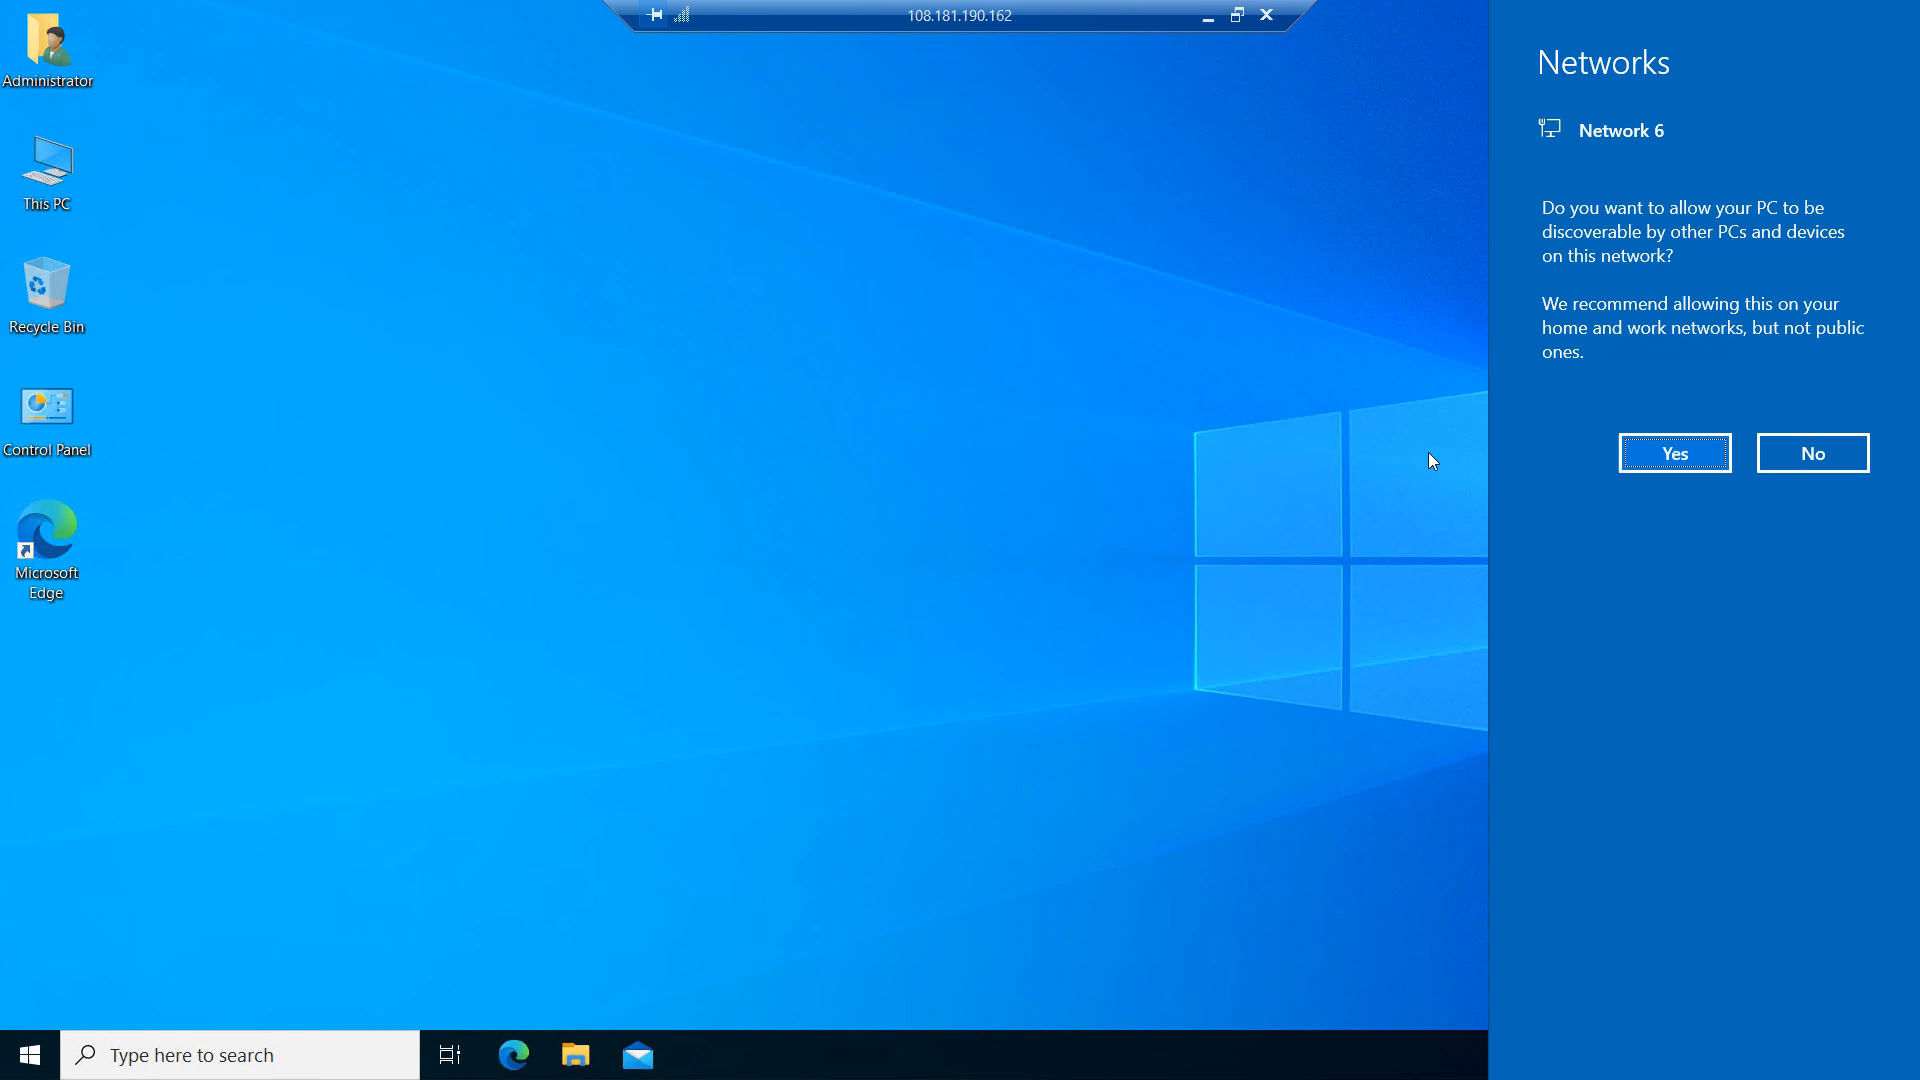 108.181.190.162
Administrator
This PC
Recycle Bin
Control Panel
Microsoft
Edge
Networks
Network 6
Do you want to allow your PC to be
discoverable by other PCs and devices
on this network?
We recommend allowing this on your
home and work networks, but not public
ones.
Yes
No
Type here to search